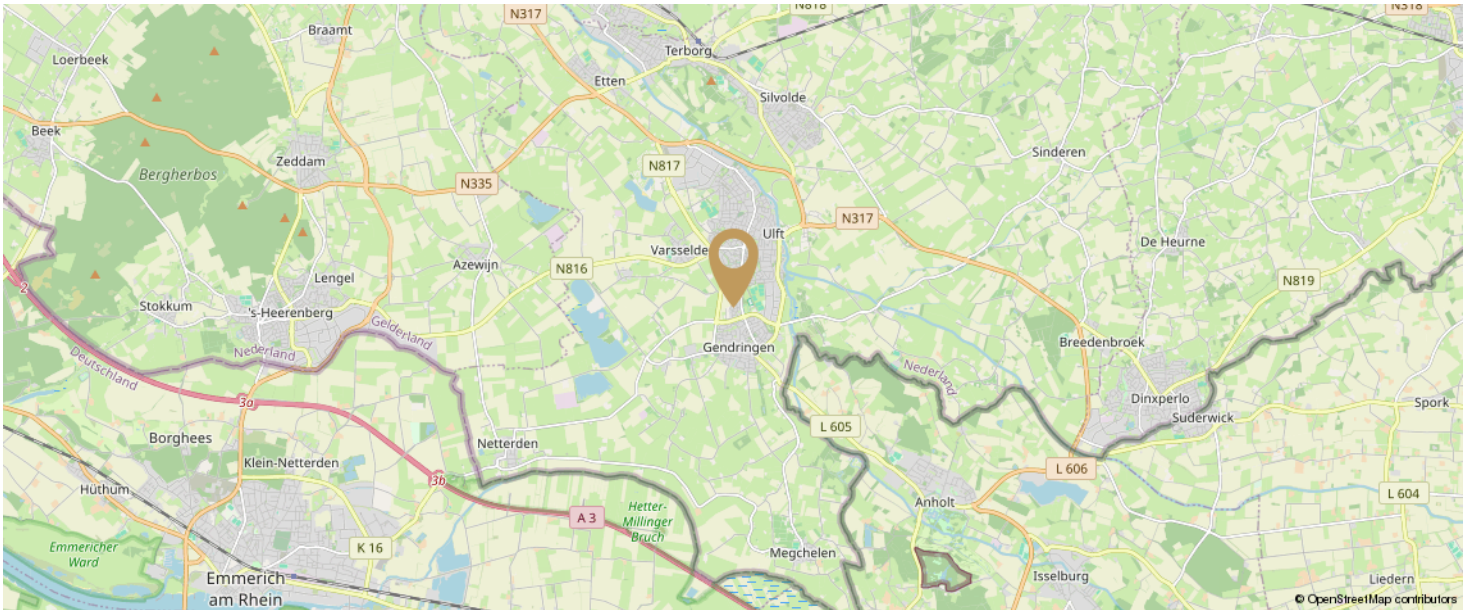 N317
N818
N318
Braamt
Terborg
Loerbeek
Etten
Silvolde
Beek
Zeddam
Sinderen
Bergherbos
N817
N335
N317
Ulft
De Heurne
Varsselde
Azewijn
N816
Lengel
N819
Stokkum
's-Heerenberg
2
Gelderland
Nederland
Deutschland
Gendringen
Breedenbroek
Nederland
3a
Dinxperlo
Spork
Suderwick
L 605
Borghees
Netterden
Klein-Netterden
L 606
3b
Hüthum
L 604
Anholt
Hetter-
Millinger
Bruch
A 3
Emmericher
Ward
K 16
Megchelen
Isselburg
Liedern
Emmerich
am Rhein
© OpenStreetMap contributors